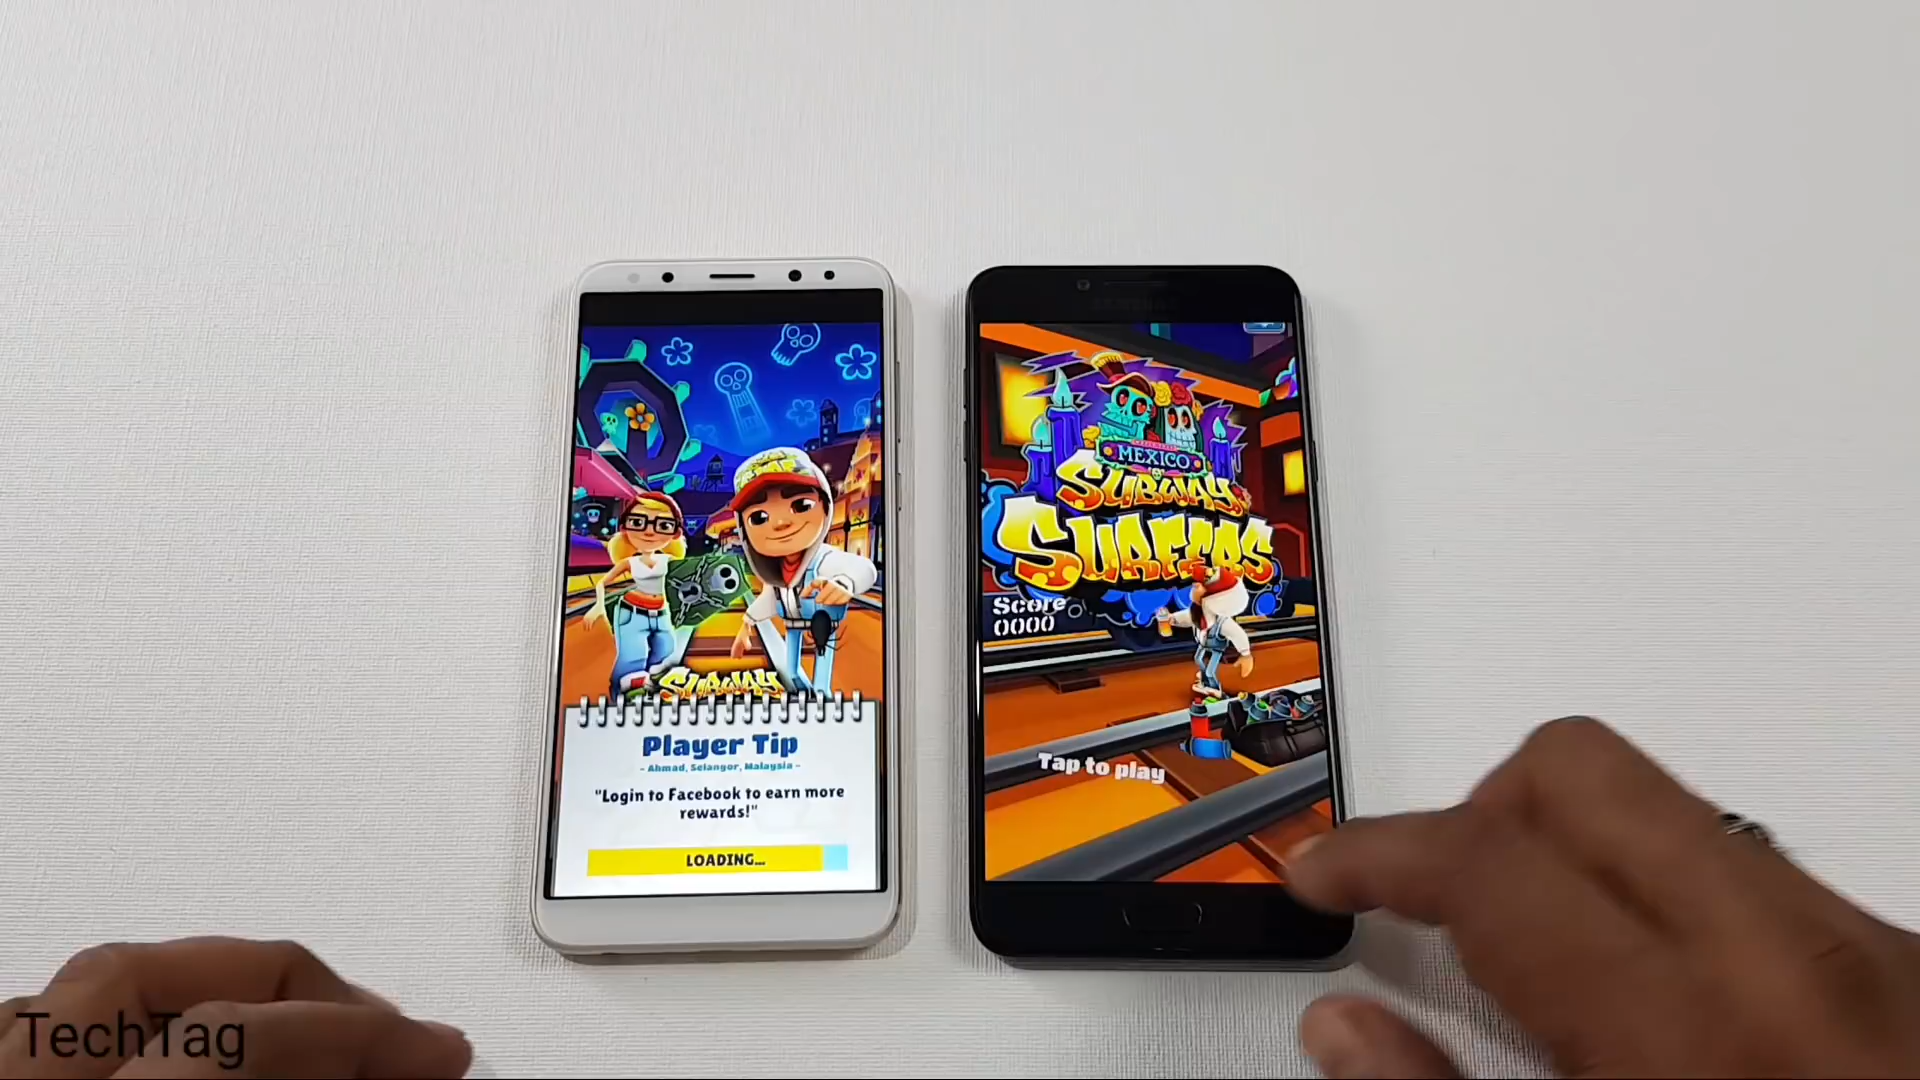 SUBWAY
Player Tip
- Ahmad, Selangor, Malaysia -
"Login to Facebook to earn more
rewards!"
LOADING...
SAMSUNG
MEXICO
SUBWAY
SURFERS
Score
0000
Tap to play
TechTag